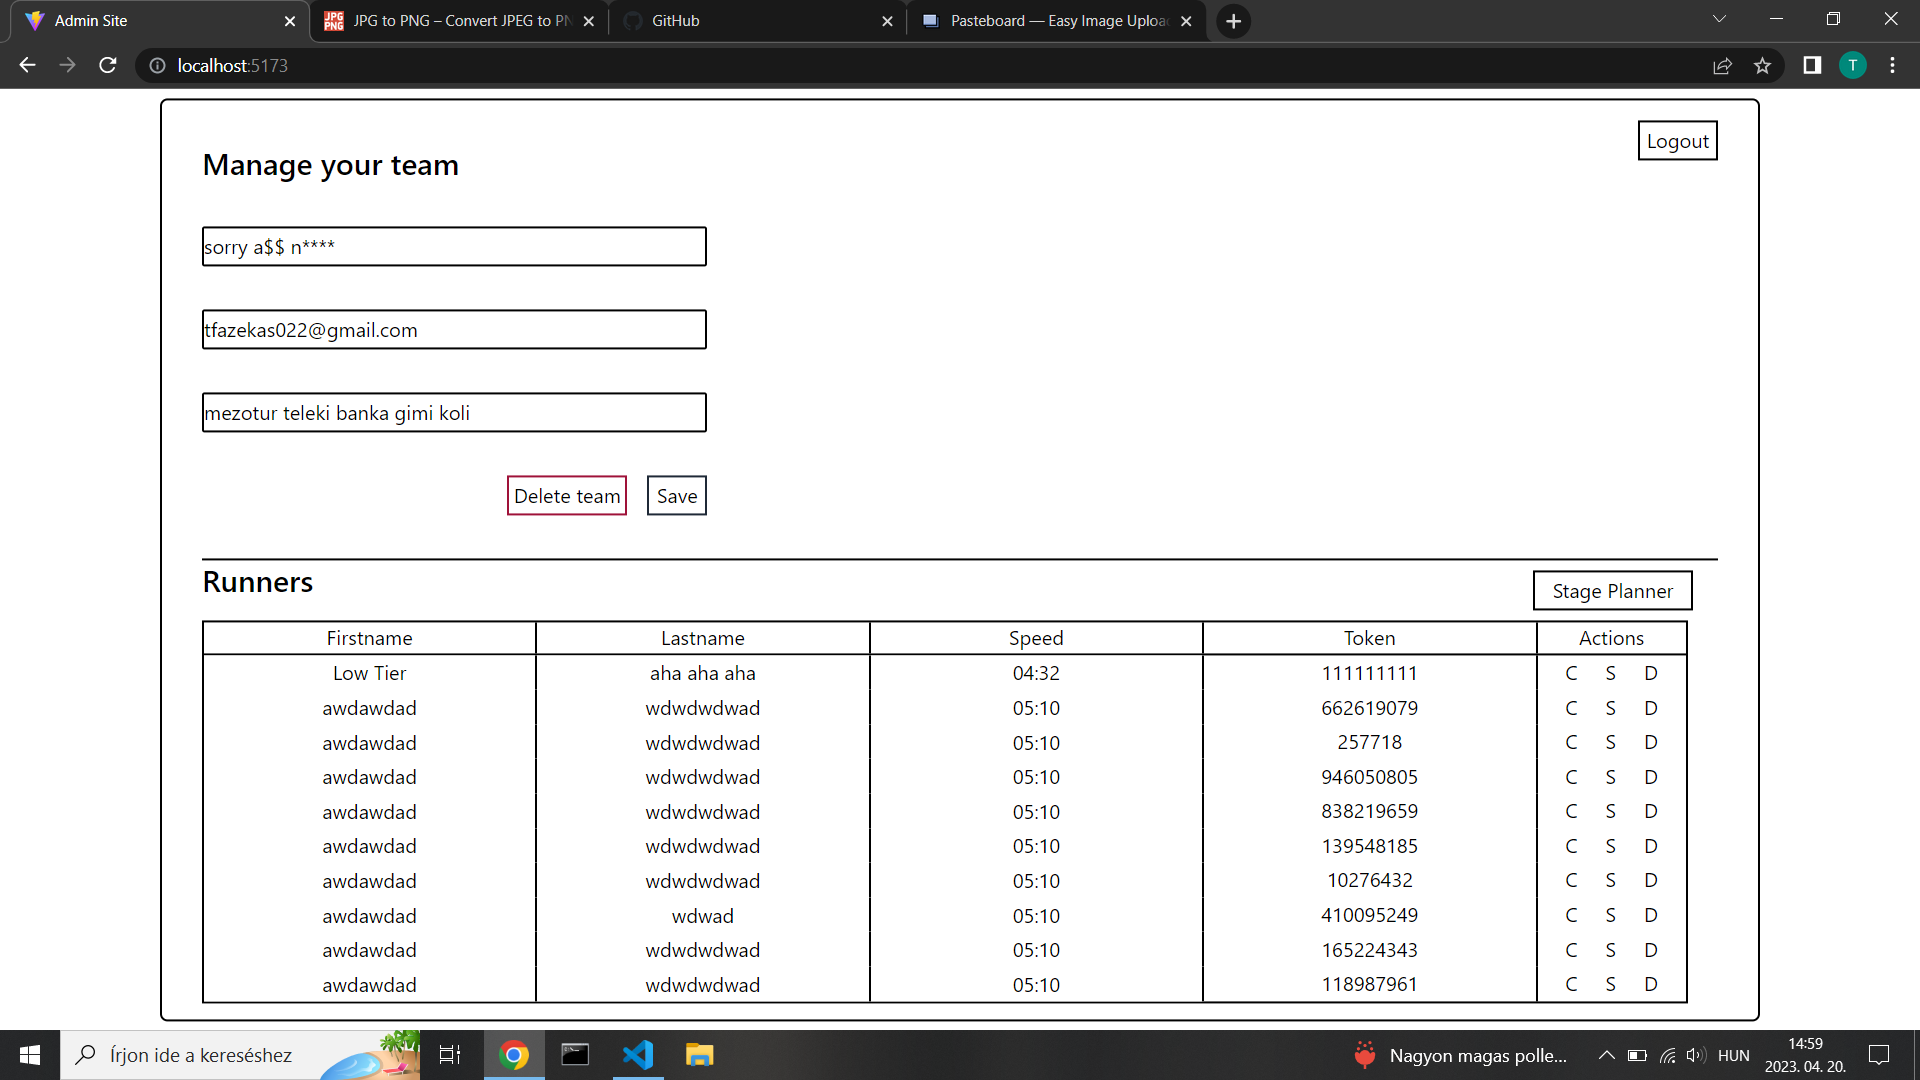 Admin Site
JPG to PNG – Convert JPEG to PN
GitHub
Pasteboard — Easy Image Uploa
localhost:5173
T
Logout
Manage your team
sorry a$$ n****
tfazekas022@gmail.com
mezotur teleki banka gimi koli
Delete team
Save
Runners
Stage Planner
Firstname Lastname Speed Token Actions
Low Tier aha aha aha 04:32 111111111 C S D
awdawdad wdwdwdwad 05:10 662619079 C S D
awdawdad wdwdwdwad 05:10 257718 C S D
awdawdad wdwdwdwad 05:10 946050805 C S D
awdawdad wdwdwdwad 05:10 838219659 C S D
awdawdad wdwdwdwad 05:10 139548185 C S D
awdawdad wdwdwdwad 05:10 10276432 C S D
awdawdad wdwad 05:10 410095249 C S D
awdawdad wdwdwdwad 05:10 165224343 C S D
awdawdad wdwdwdwad 05:10 118987961 C S D
Írjon ide a kereséshez
Nagyon magas polle...
HUN
14:59
2023. 04. 20.